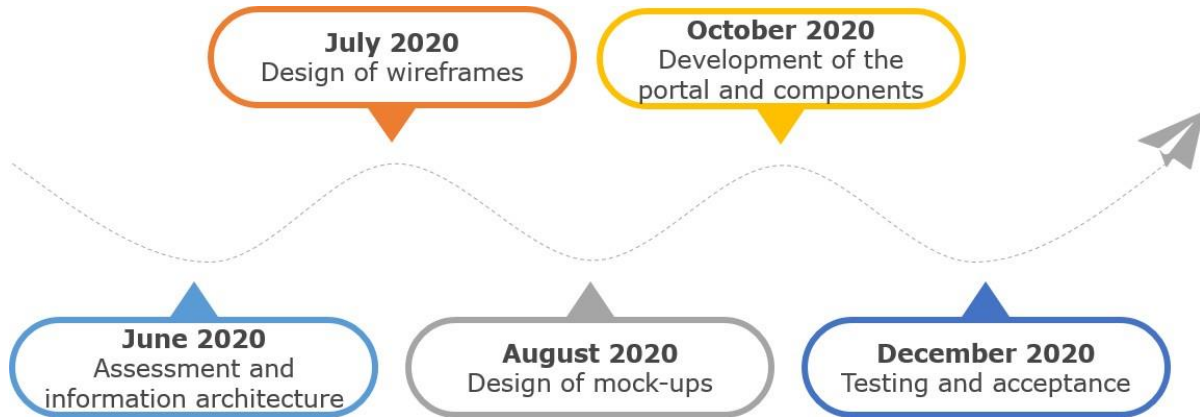 July 2020
Design of wireframes
October 2020
Development of the
portal and components
June 2020
Assessment and
information architecture
August 2020
Design of mock-ups
December 2020
Testing and acceptance